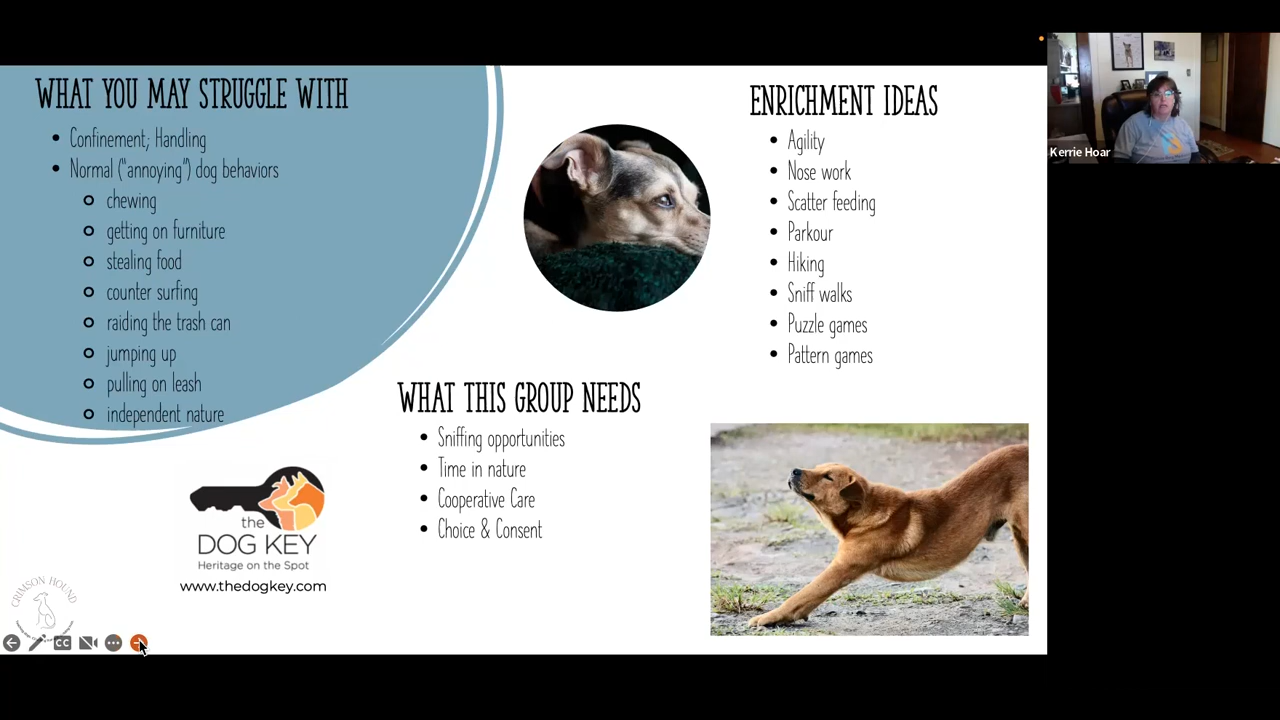 WHAT YOU MAY STRUGGLE WITH
Confinement; Handling
Normal ("annoying") dog behaviors
chewing
getting on furniture
stealing food
counter surfing
raiding the trash can
jumping up
pulling on leash
independent nature
ENRICHMENT IDEAS
Agility
Nose work
Scatter feeding
Parkour
Hiking
Sniff walks
Puzzle games
Pattern games
WHAT THIS GROUP NEEDS
Sniffing opportunities
Time in nature
Cooperative Care
Choice & Consent
the
DOG KEY
Heritage on the Spot
www.thedogkey.com
CRIMSON HOUND
CC
Kerrie Hoar